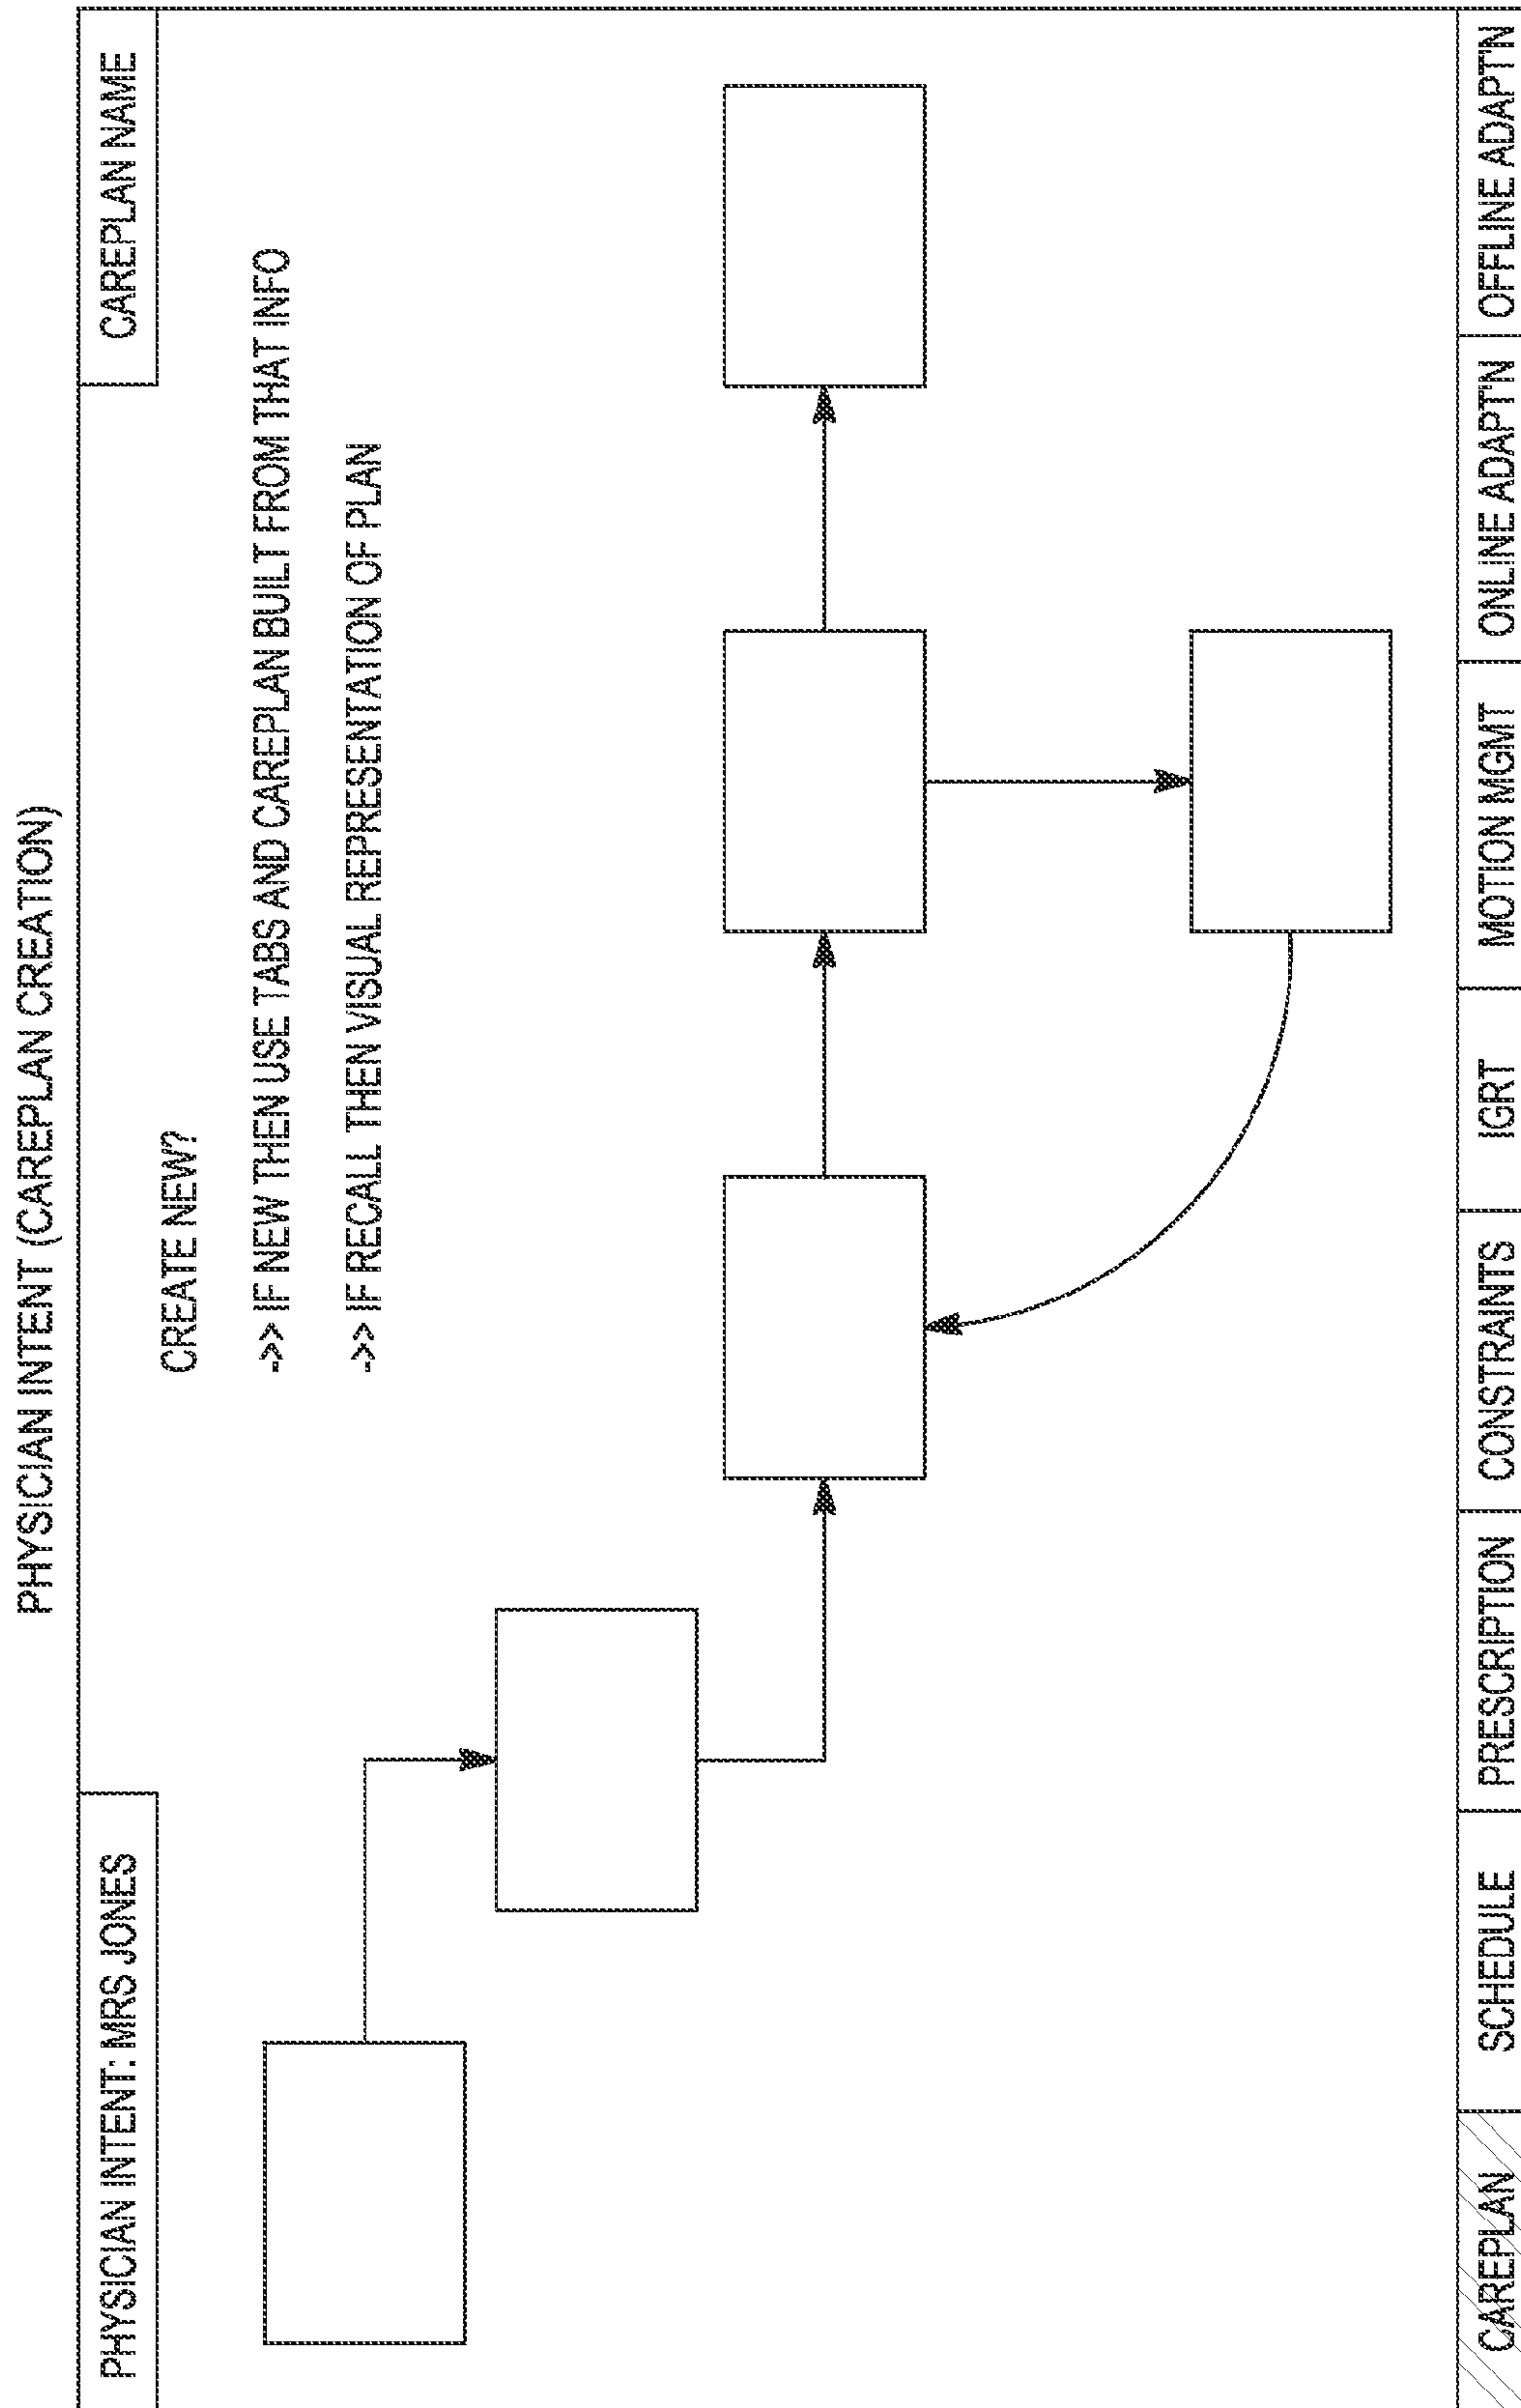 PHYSICIAN INTENT (CAREPLAN CREATION)
PHYSICIAN INTENT: MRS JONES
CAREPLAN NAME
CREATE NEW?
->> IF NEW THEN USE TABS AND CAREPLAN BUILT FROM THAT INFO
->> IF RECALL THEN VISUAL REPRESENTATION OF PLAN
CAREPLAN
SCHEDULE
PRESCRIPTION
CONSTRAINTS
IGRT
MOTION MGMT
ONLINE ADAPT'N
OFFLINE ADAPT'N